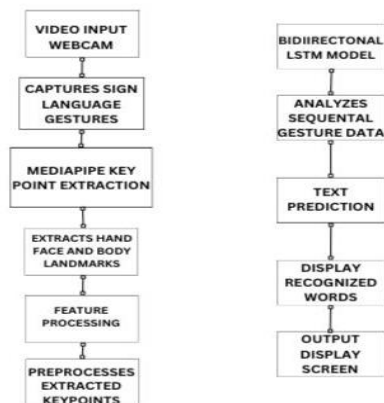 VIDEO INPUT
WEBCAM
CAPTURES SIGN
LANGUAGE
GESTURES
MEDIAPIPE KEY
POINT EXTRACTION
EXTRACTS HAND
FACE AND BODY
LANDMARKS
FEATURE
PROCESSING
PREPROCESSES
EXTRACTED
KEYPOINTS
BIDIIRECTONAL
LSTM MODEL
ANALYZES
SEQUENTAL
GESTURE DATA
TEXT
PREDICTION
DISPLAY
RECOGNIZED
WORDS
OUTPUT
DISPLAY
SCREEN